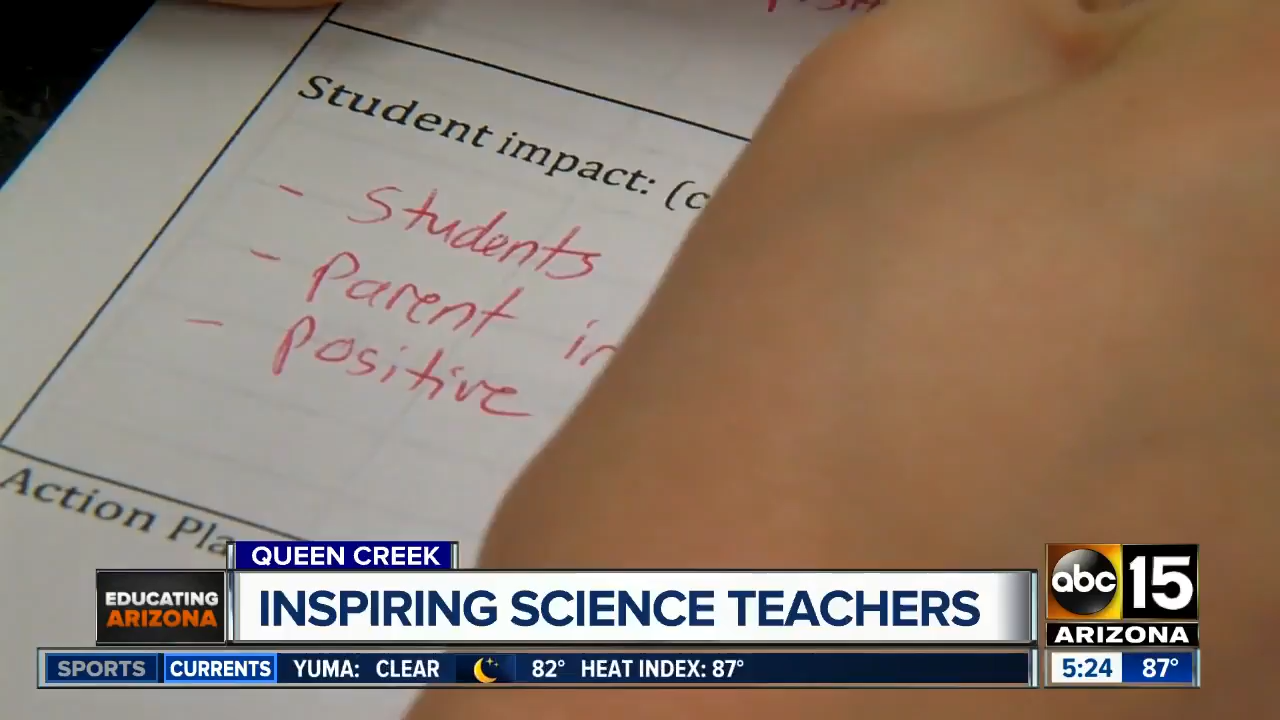 Student impact: (c
- Students
- Parent in
- Positive
Action Pla
QUEEN CREEK
EDUCATING
ARIZONA
INSPIRING SCIENCE TEACHERS
abc 15
ARIZONA
SPORTS CURRENTS YUMA: CLEAR 82° HEAT INDEX: 87°
5:24 87°